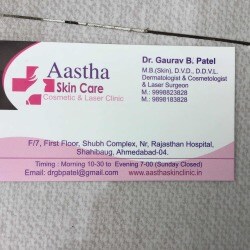 Aastha
Skin Care
Cosmetic & Laser Clinic
Dr. Gaurav B. Patel
M.B.(Skin), D.V.D., D.D.V.L.
Dermatologist & Cosmetologist
& Laser Surgeon
M.: 9998823828
M.: 9898183828
F/7, First Floor, Shubh Complex, Nr. Rajasthan Hospital,
Shahibaug, Ahmedabad-04.
Timing : Morning 10-30 to Evening 7-00 (Sunday Closed)
Email: drgbpatel@gmail.com www.aasthaskinclinic.in